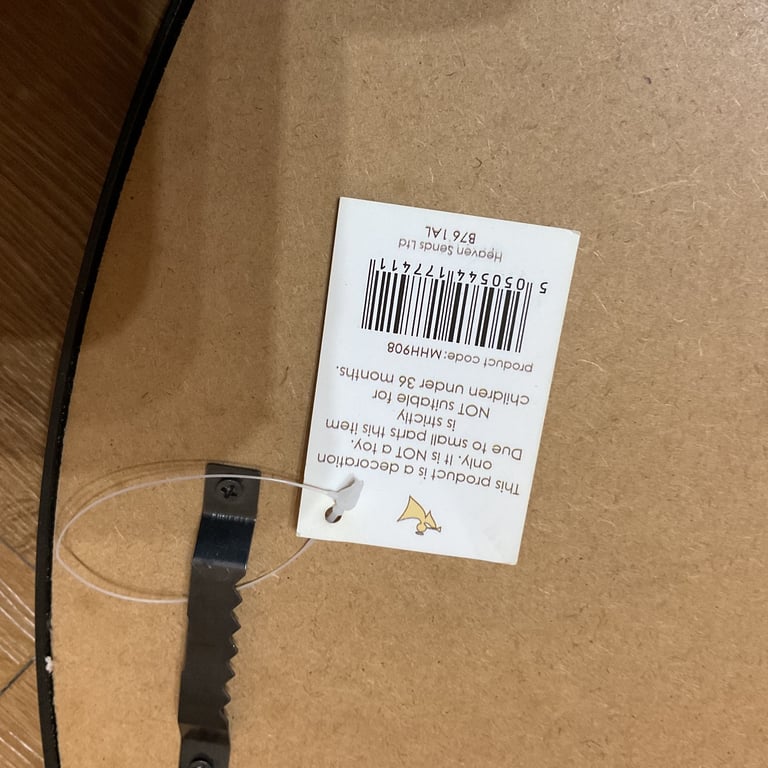 This product is a decoration
only. It is NOT a toy.
Due to small parts this item
is strictly
NOT suitable for
children under 36 months.
product code: MHH908
5 050544 177411
Heaven Sends Ltd
B76 1AL